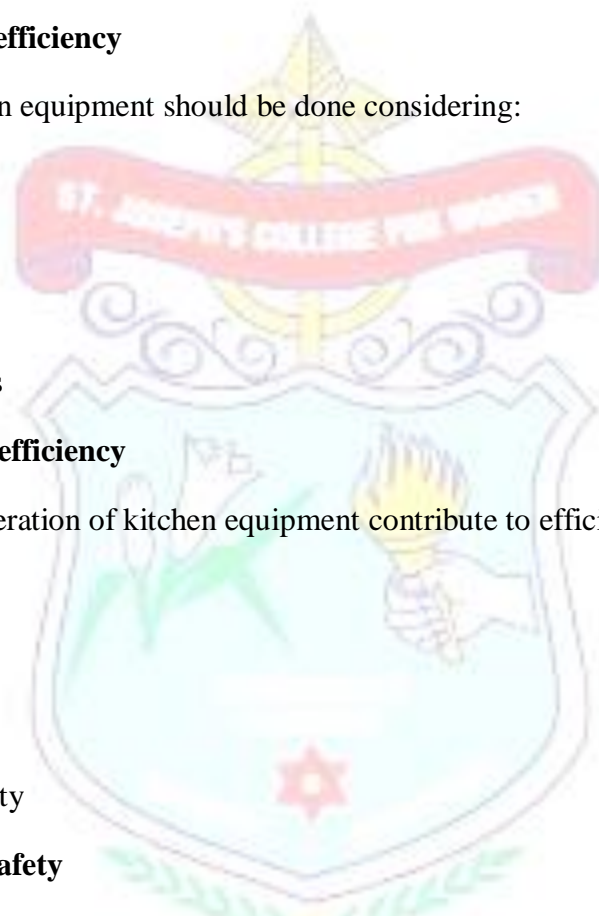 efficiency
n equipment should be done considering:
ST. JOSEPH'S COLLEGE FOR WOMEN
s
efficiency
eration of kitchen equipment contribute to effici
ty
afety